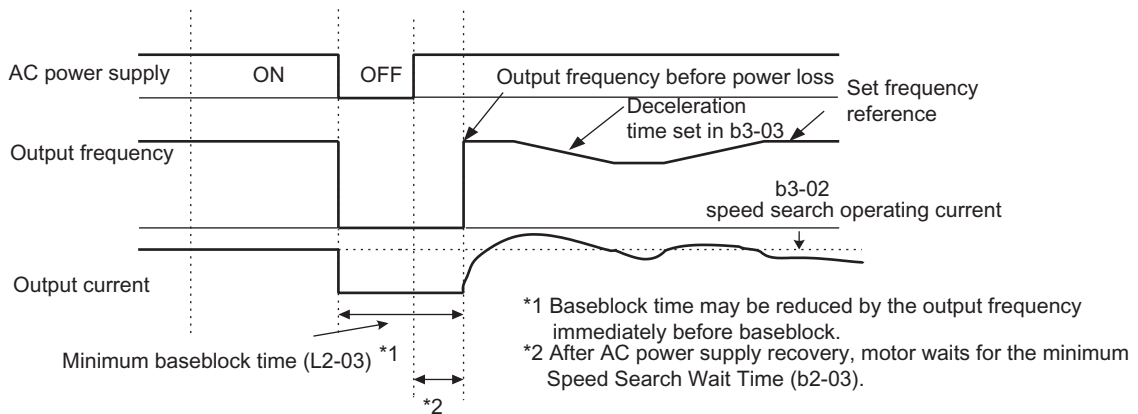 AC power supply
ON
OFF
Output frequency before power loss
Deceleration
time set in b3-03
Set frequency
reference
Output frequency
b3-02
speed search operating current
Output current
*1 Baseblock time may be reduced by the output frequency
immediately before baseblock.
*2 After AC power supply recovery, motor waits for the minimum
Speed Search Wait Time (b2-03).
Minimum baseblock time (L2-03) *1
*2